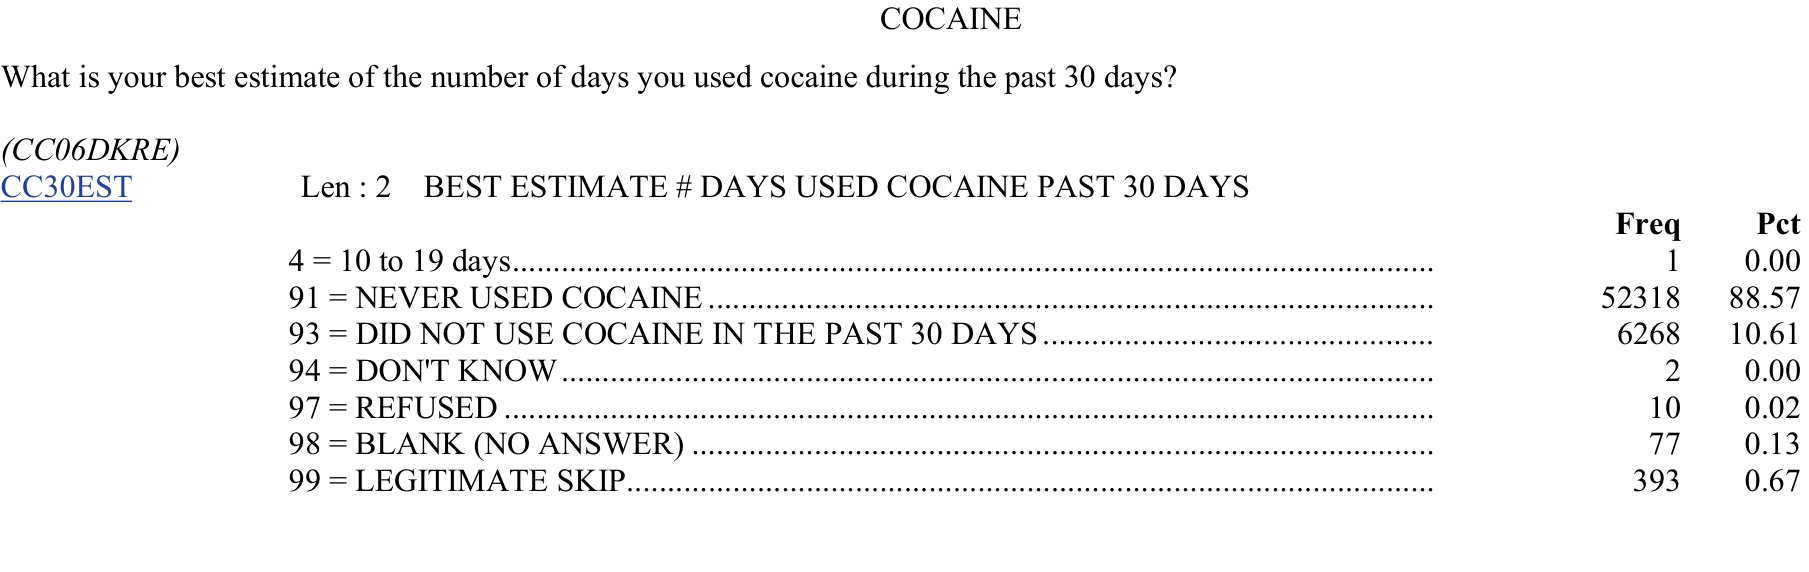 COCAINE
What is your best estimate of the number of days you used cocaine during the past 30 days?
(CC06DKRE)
CC30EST Len : 2 BEST ESTIMATE # DAYS USED COCAINE PAST 30 DAYS
Freq Pct
4 = 10 to 19 days.......... 1 0.00
91 = NEVER USED COCAINE.......... 52318 88.57
93 = DID NOT USE COCAINE IN THE PAST 30 DAYS.......... 6268 10.61
94 = DON'T KNOW.......... 2 0.00
97 = REFUSED.......... 10 0.02
98 = BLANK (NO ANSWER).......... 77 0.13
99 = LEGITIMATE SKIP.......... 393 0.67